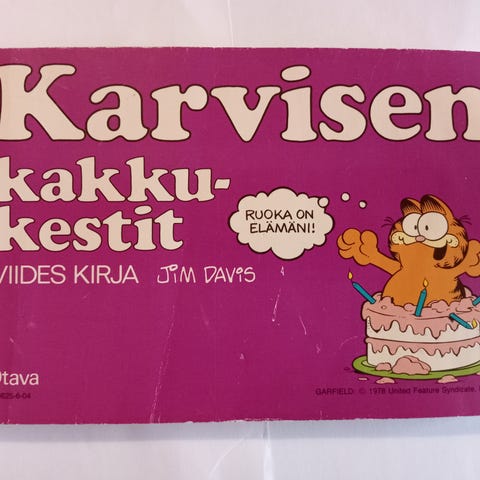 Karvisen
kakku-
kestit
VIIDES KIRJA JIM DAVIS
RUOKA ON
ELÄMÄNI!
Otava
GARFIELD: © 1978 United Feature Syndicate,